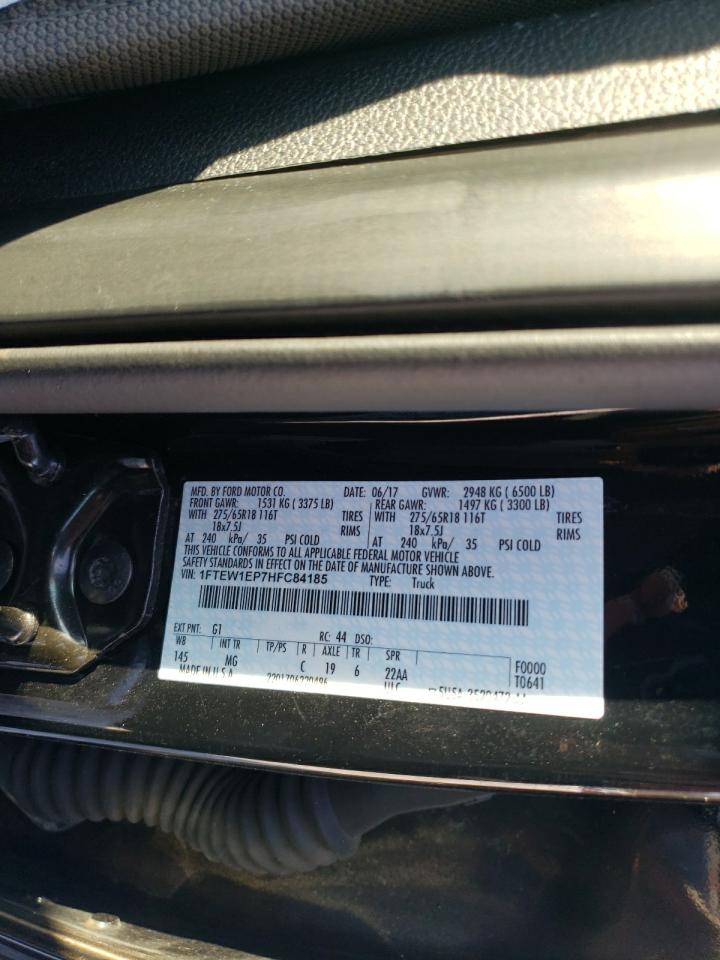 MFD. BY FORD MOTOR CO. DATE: 06/17 GVWR: 2948 KG ( 6500 LB)
FRONT GAWR: 1531 KG ( 3375 LB) REAR GAWR: 1497 KG ( 3300 LB)
WITH 275/65R18 116T TIRES WITH 275/65R18 116T TIRES
18x7.5J RIMS 18x7.5J RIMS
AT 240 kPa/ 35 PSI COLD AT 240 kPa/ 35 PSI COLD
THIS VEHICLE CONFORMS TO ALL APPLICABLE FEDERAL MOTOR VEHICLE
SAFETY STANDARDS IN EFFECT ON THE DATE OF MANUFACTURE SHOWN ABOVE.
VIN: 1FTEW1EP7HFC84185 TYPE: Truck
EXT PNT: G1 RC: 44 DSO:
WB INT TR TP/PS R AXLE TR SPR F0000
145 MG C 19 6 22AA T0641
MADE IN U.S.A. 2201706220486 ULC